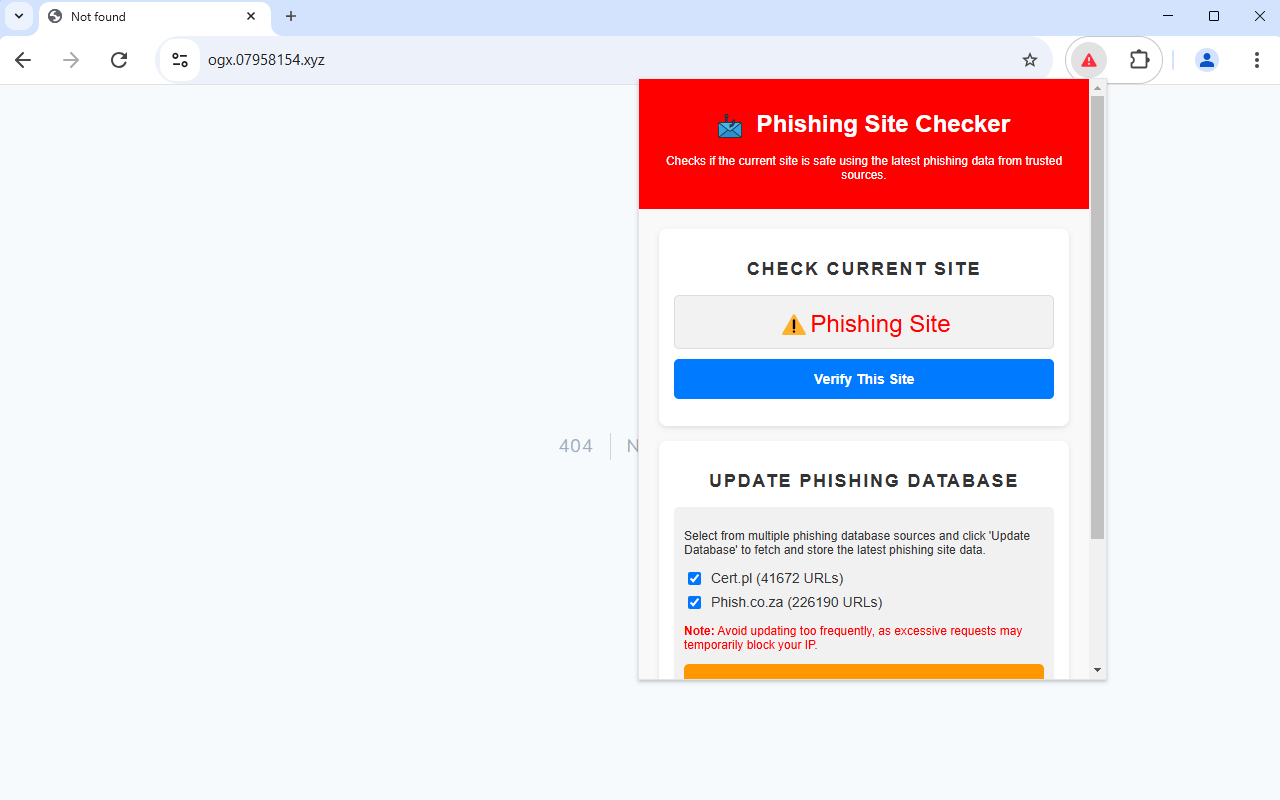 Not found
ogx.07958154.xyz
Phishing Site Checker
Checks if the current site is safe using the latest phishing data from trusted
sources.
CHECK CURRENT SITE
Phishing Site
Verify This Site
404
UPDATE PHISHING DATABASE
Select from multiple phishing database sources and click 'Update
Database' to fetch and store the latest phishing site data.
Cert.pl (41672 URLs)
Phish.co.za (226190 URLs)
Note: Avoid updating too frequently, as excessive requests may
temporarily block your IP.